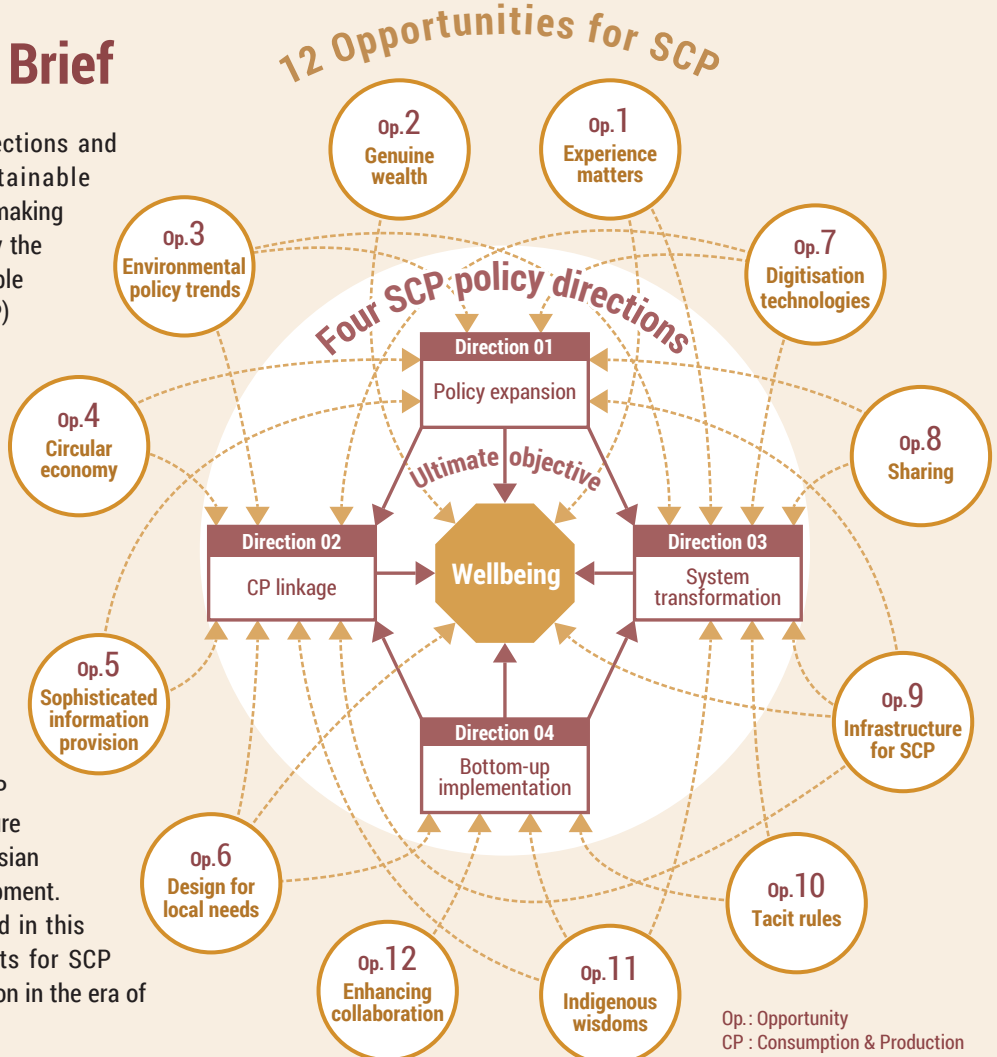 Brief
ections and
tainable
making
y the
ble
P)
P
re
sian
pment.
d in this
ts for SCP
on in the era of
12 Opportunities for SCP
Op.2
Genuine
wealth
Op.1
Experience
matters
Op.3
Environmental
policy trends
Op.7
Digitisation
technologies
Four SCP policy directions
Direction 01
Policy expansion
Op.4
Circular
economy
Op.8
Sharing
Ultimate objective
Direction 02
CP linkage
Wellbeing
Direction 03
System
transformation
Op.5
Sophisticated
information
provision
Op.9
Infrastructure
for SCP
Direction 04
Bottom-up
implementation
Op.6
Design for
local needs
Op.10
Tacit rules
Op.12
Enhancing
collaboration
Op.11
Indigenous
wisdoms
Op.: Opportunity
CP : Consumption & Production